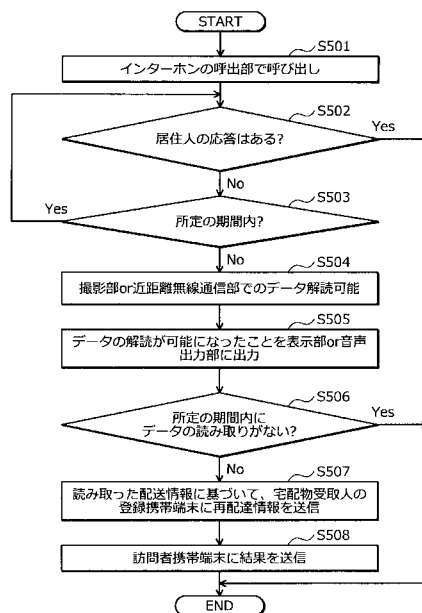 START
S501
インターホンの呼出部で呼び出し
S502
居住人の応答はある?
Yes
No
S503
Yes
所定の期間内?
No
S504
撮影部or近距離無線通信部でのデータ解読可能
S505
データの解読が可能になったことを表示部or音声
出力部に出力
S506
所定の期間内に
データの読み取りがない?
Yes
No
S507
読み取った配送情報に基づいて、宅配物受取人の
登録携帯端末に再配達情報を送信
S508
訪問者携帯端末に結果を送信
END